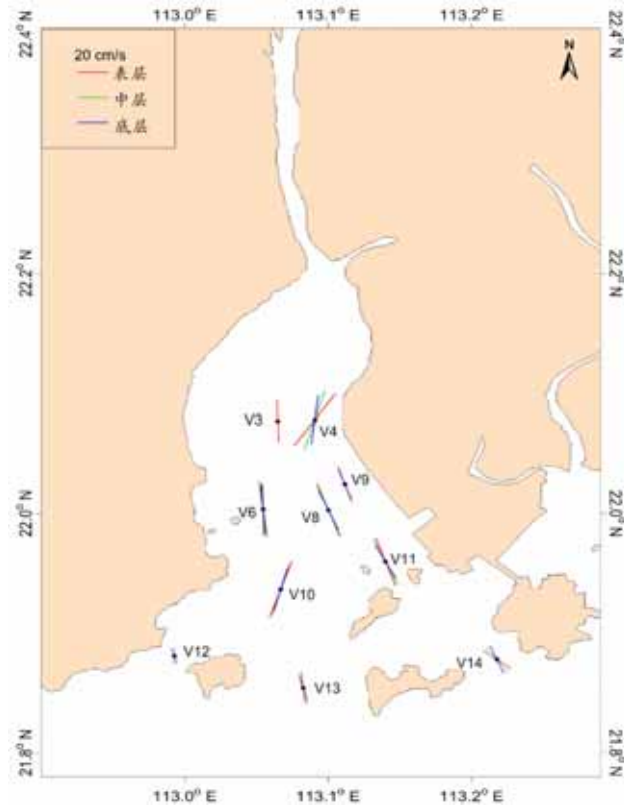 22.4° N
22.4° N
20 cm/s
表层
中层
底层
N
22.2° N
22.2° N
V3
V4
V9
V6
V8
22.0° N
22.0° N
V11
V10
V12
V14
V13
21.8° N
21.8° N
113.0° E
113.1° E
113.2° E
113.0° E
113.1° E
113.2° E